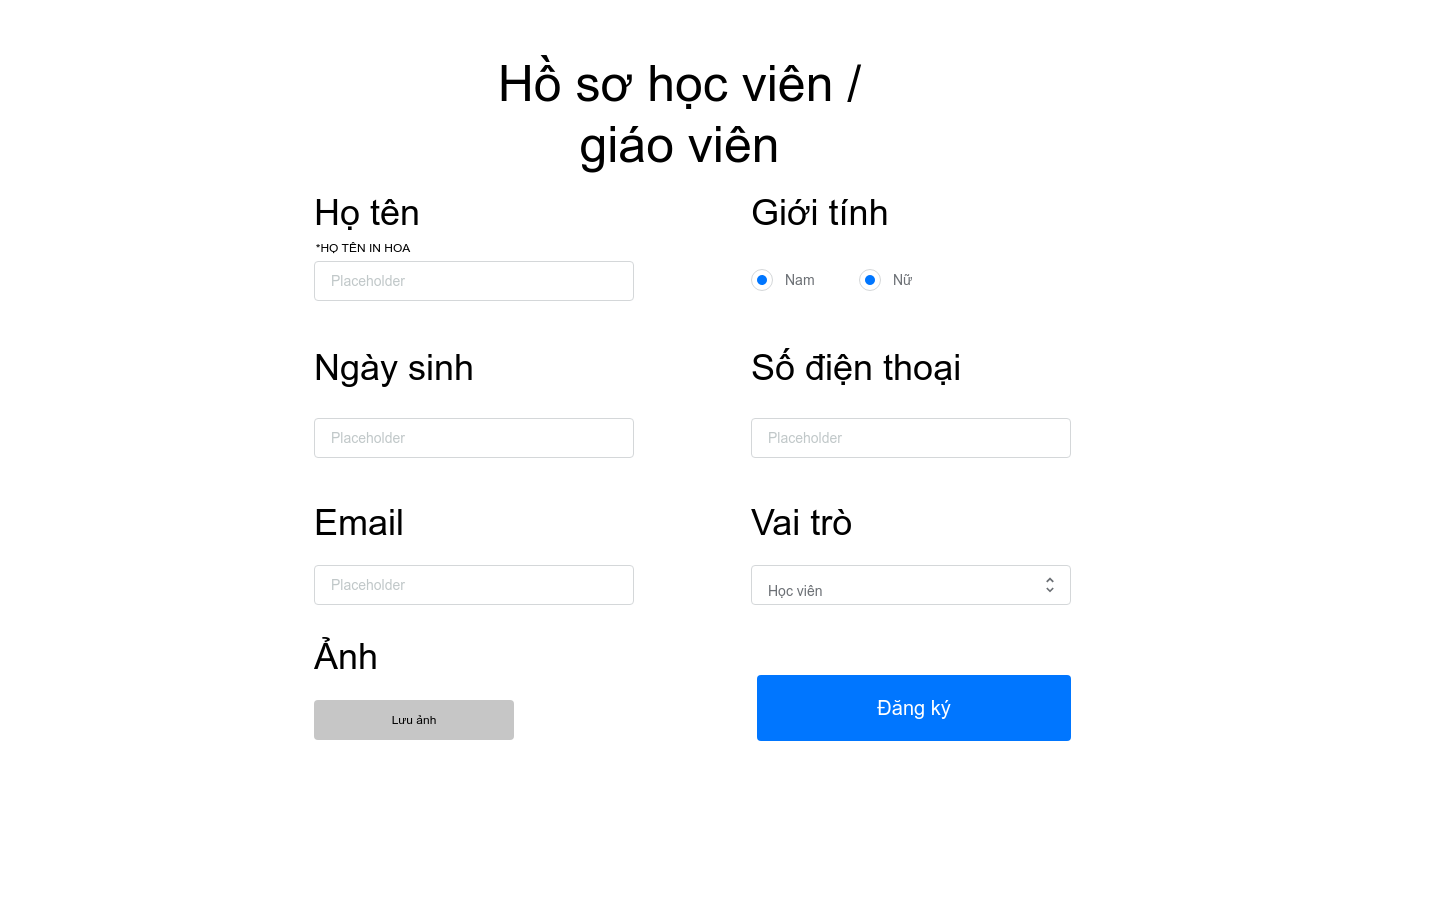 Hồ sơ học viên /
giáo viên
Họ tên
*HỌ TÊN IN HOA
Placeholder
Giới tính
Nam
Nữ
Ngày sinh
Placeholder
Số điện thoại
Placeholder
Email
Placeholder
Vai trò
Học viên
Ảnh
Lưu ảnh
Đăng ký